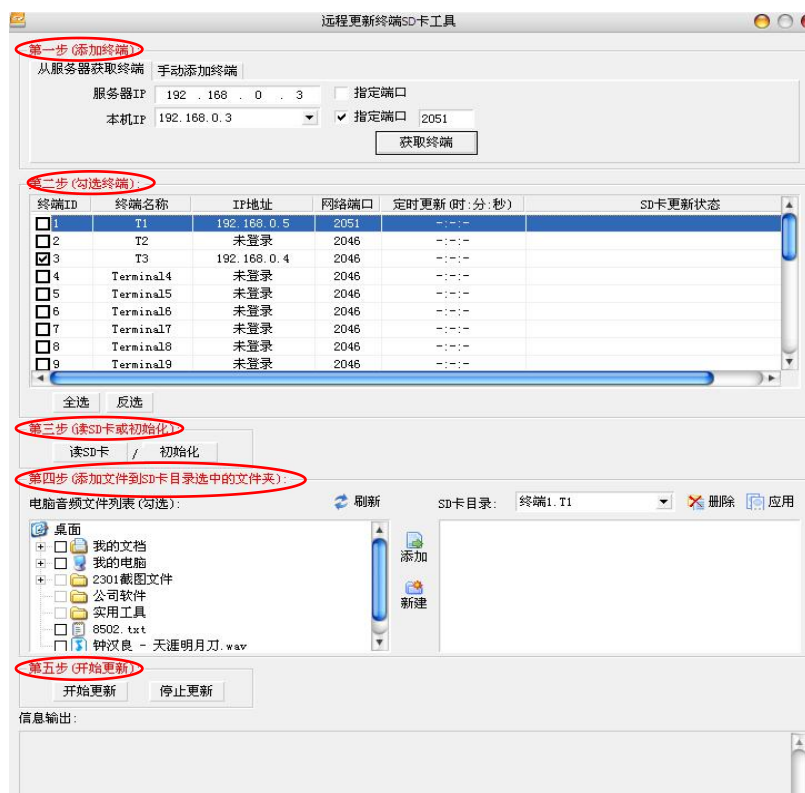 远程更新终端SD卡工具
第一步(添加终端):
从服务器获取终端 手动添加终端
服务器IP 192 . 168 . 0 . 3 指定端口
本机IP 192.168.0.3 指定端口 2051
获取终端
第二步(勾选终端):
终端ID 终端名称 IP地址 网络端口 定时更新(时:分:秒) SD卡更新状态
1 T1 192.168.0.5 2051 -:-:-
2 T2 未登录 2046 -:-:-
3 T3 192.168.0.4 2046 -:-:-
4 Terminal4 未登录 2046 -:-:-
5 Terminal5 未登录 2046 -:-:-
6 Terminal6 未登录 2046 -:-:-
7 Terminal7 未登录 2046 -:-:-
8 Terminal8 未登录 2046 -:-:-
9 Terminal9 未登录 2046 -:-:-
全选 反选
第三步(读SD卡或初始化)
读SD卡 / 初始化
第四步(添加文件到SD卡目录选中的文件夹):
电脑音频文件列表(勾选): 刷新 SD卡目录: 终端1.T1 删除 应用
桌面
我的文档
我的电脑
2301截图文件
公司软件
实用工具
8502.txt
钟汉良 - 天涯明月刀.wav
添加
新建
第五步(开始更新)
开始更新 停止更新
信息输出: